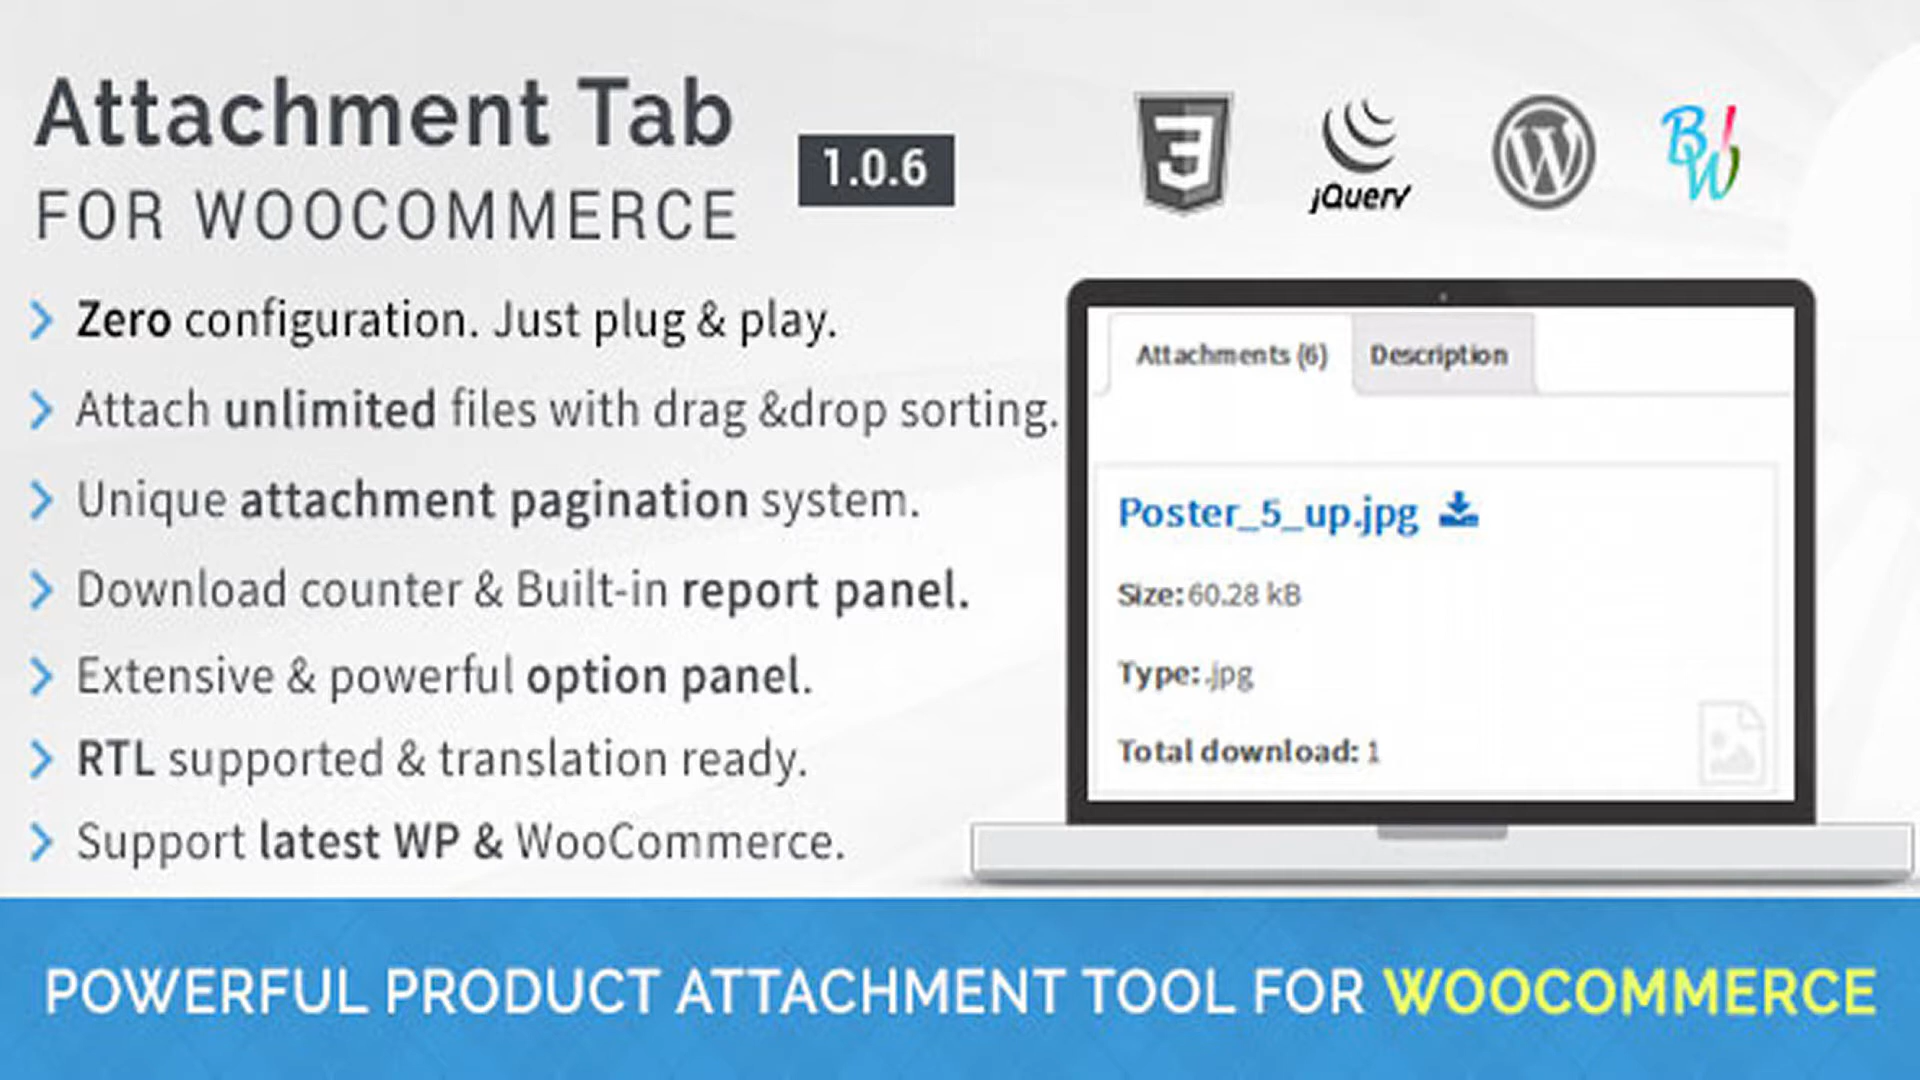 Attachment Tab
FOR WOOCOMMERCE
1.0.6
3
jQuery
W
BW
Zero configuration. Just plug & play.
Attach unlimited files with drag &drop sorting.
Unique attachment pagination system.
Download counter & Built-in report panel.
Extensive & powerful option panel.
RTL supported & translation ready.
Support latest WP & WooCommerce.
Attachments (6)
Description
Poster_5_up.jpg
Size: 60.28 kB
Type: .jpg
Total download: 1
POWERFUL PRODUCT ATTACHMENT TOOL FOR WOOCOMMERCE